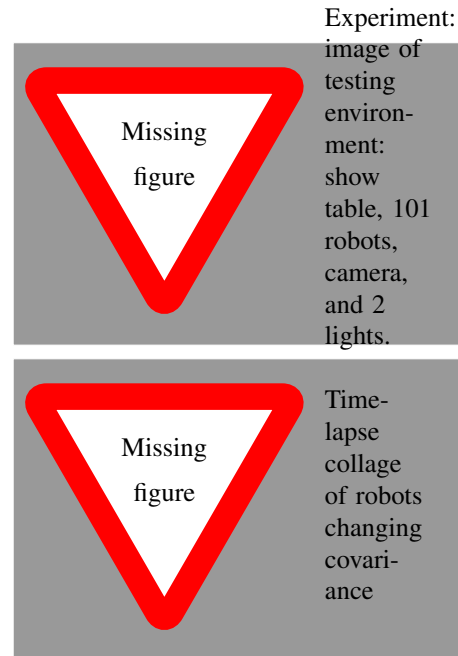 Missing
figure
Experiment:
image of
testing
environ-
ment:
show
table, 101
robots,
camera,
and 2
lights.
Missing
figure
Time-
lapse
collage
of robots
changing
covari-
ance